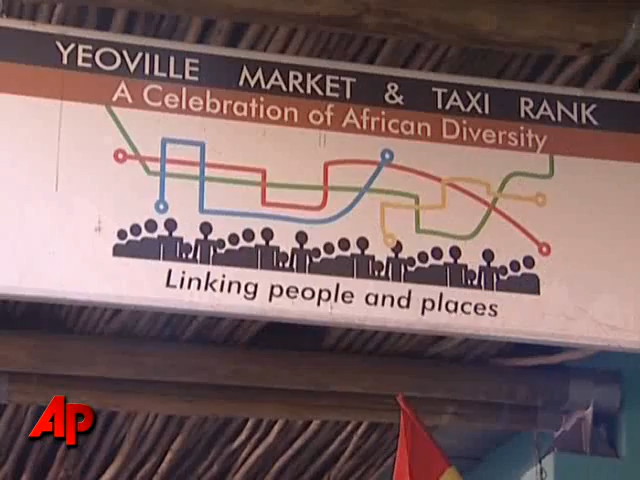 YEOVILLE MARKET & TAXI RANK
A Celebration of African Diversity
Linking people and places
AP